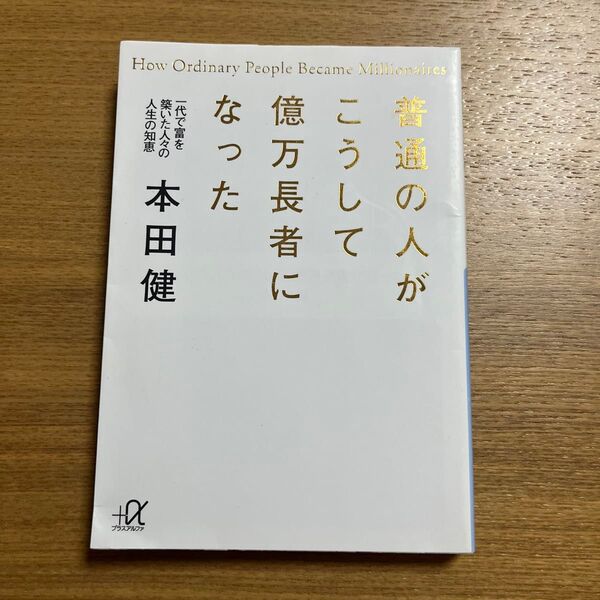 How Ordinary People Became Millionaires
普通の人が
こうして
億万長者に
なった
一代で富を
築いた人々の
人生の知恵
本田健
+α
プラスアルファ